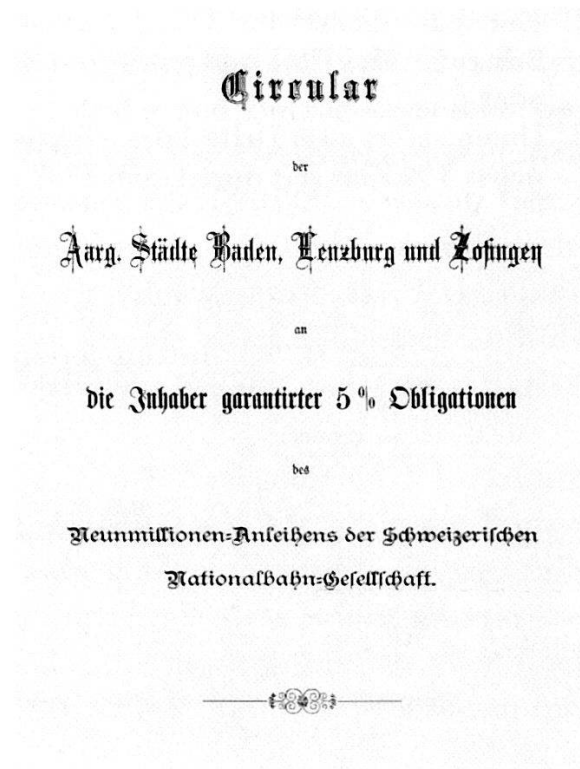 Circular
der
Aarg. Städte Baden, Lenzburg und Zofingen
an
die Inhaber garantirter 5% Obligationen
des
Neunmillionen-Anleihens der Schweizerischen
Nationalbahn-Gesellschaft.